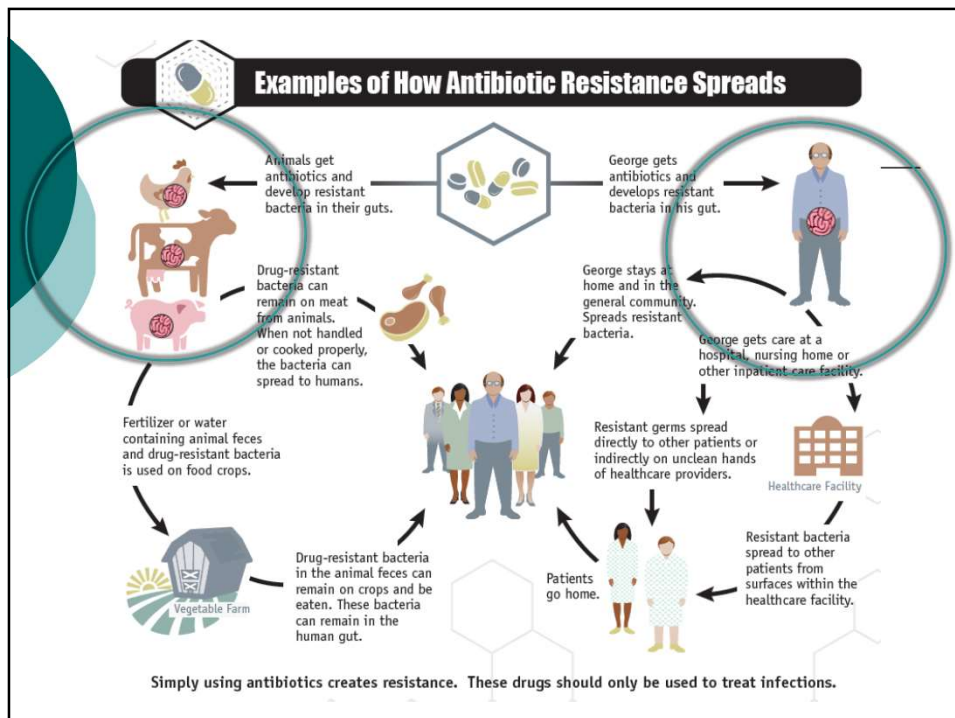 Examples of How Antibiotic Resistance Spreads
Animals get
antibiotics and
develop resistant
bacteria in their guts.
George gets
antibiotics and
develops resistant
bacteria in his gut.
Drug-resistant
bacteria can
remain on meat
from animals.
When not handled
or cooked properly,
the bacteria can
spread to humans.
George stays at
home and in the
general community.
Spreads resistant
bacteria.
George gets care at a
hospital, nursing home or
other inpatient care facility.
Fertilizer or water
containing animal feces
and drug-resistant bacteria
is used on food crops.
Resistant germs spread
directly to other patients or
indirectly on unclean hands
of healthcare providers.
Healthcare Facility
Vegetable Farm
Drug-resistant bacteria
in the animal feces can
remain on crops and be
eaten. These bacteria
can remain in the
human gut.
Patients
go home.
Resistant bacteria
spread to other
patients from
surfaces within the
healthcare facility.
Simply using antibiotics creates resistance. These drugs should only be used to treat infections.